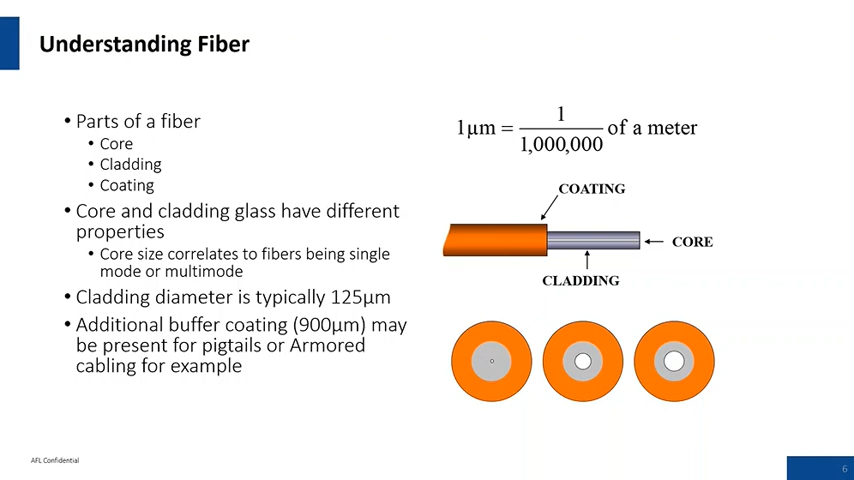 Understanding Fiber
• Parts of a fiber
• Core
• Cladding
• Coating
• Core and cladding glass have different
properties
• Core size correlates to fibers being single
mode or multimode
• Cladding diameter is typically 125µm
• Additional buffer coating (900µm) may
be present for pigtails or Armored
cabling for example
1µm = 1/1,000,000 of a meter
COATING
CORE
CLADDING
AFL Confidential
6